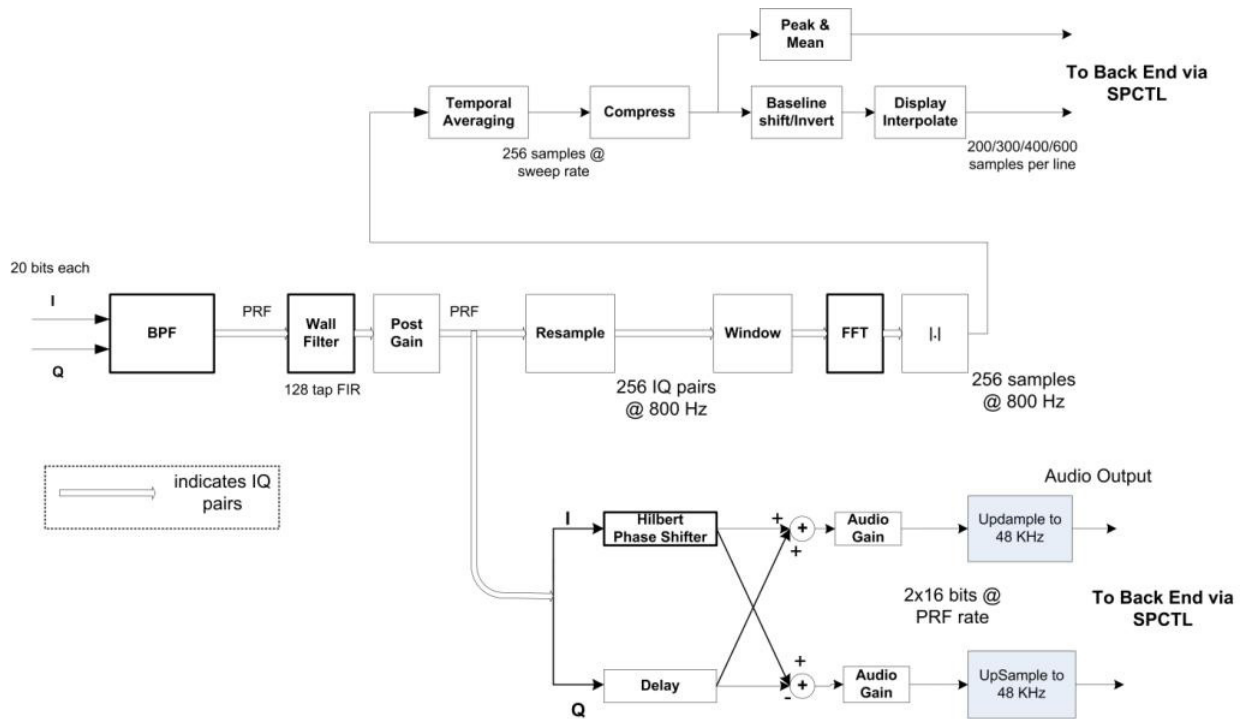 Peak &
Mean
To Back End via
SPCTL
Temporal
Averaging
Compress
Baseline
shift/Invert
Display
Interpolate
256 samples @
sweep rate
200/300/400/600
samples per line
20 bits each
I
Q
BPF
PRF
Wall
Filter
128 tap FIR
Post
Gain
PRF
Resample
256 IQ pairs
@ 800 Hz
Window
FFT
|.|
256 samples
@ 800 Hz
indicates IQ
pairs
Audio Output
I
Hilbert
Phase Shifter
+
+
+
Audio
Gain
Updample to
48 KHz
2x16 bits @
PRF rate
To Back End via
SPCTL
Q
Delay
+
+
-
Audio
Gain
UpSample to
48 KHz